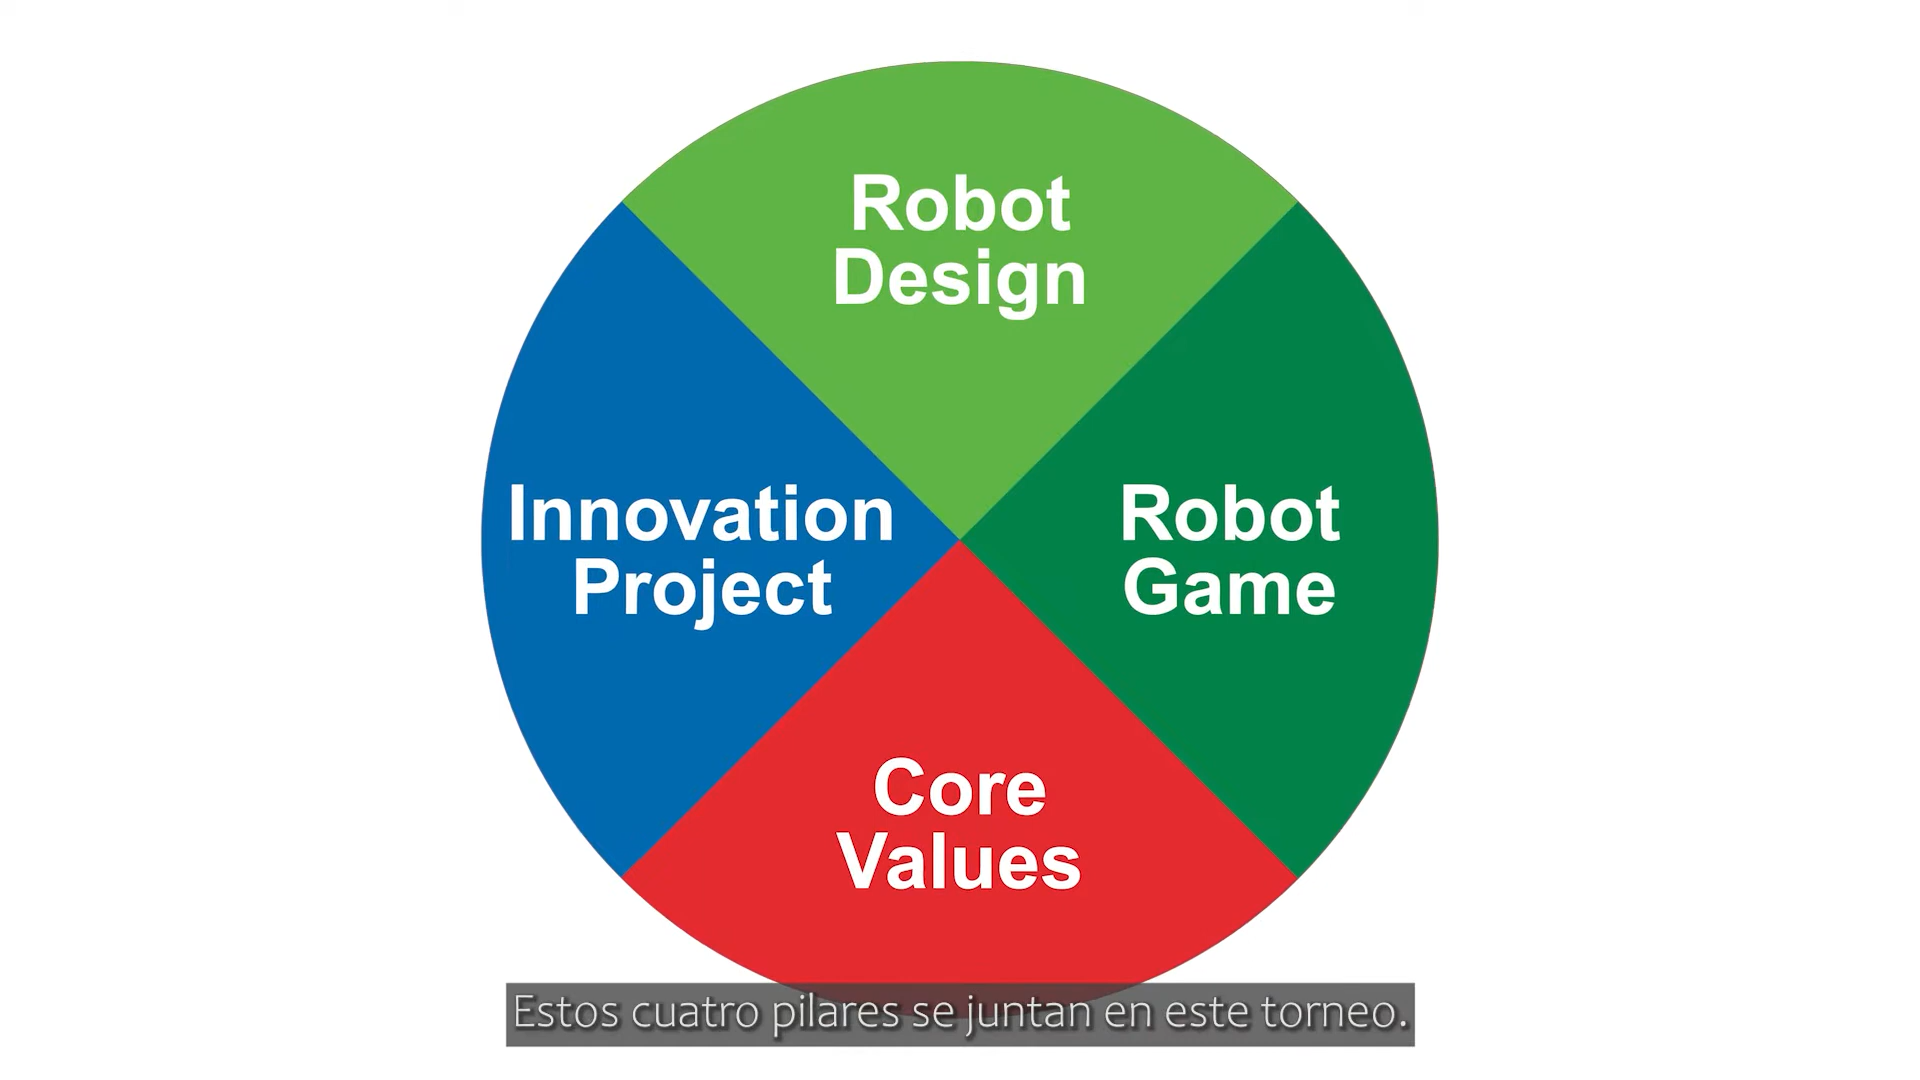 Robot
Design
Innovation
Project
Robot
Game
Core
Values
Estos cuatro pilares se juntan en este torneo.